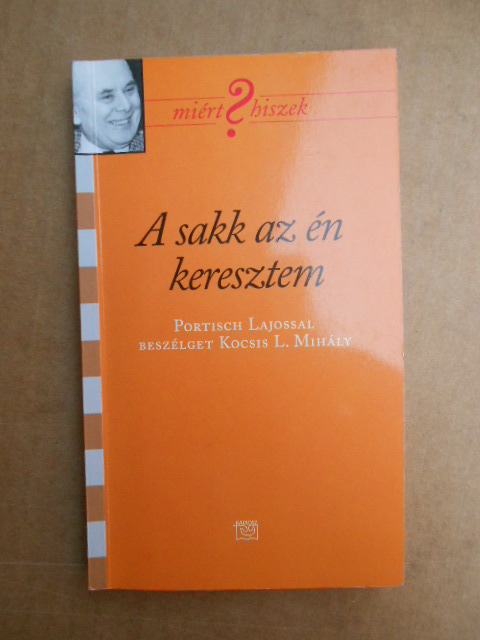 miért ? hiszek
A sakk az én
keresztem
PORTISCH LAJOSSAL
BESZÉLGET KOCSIS L. MIHÁLY